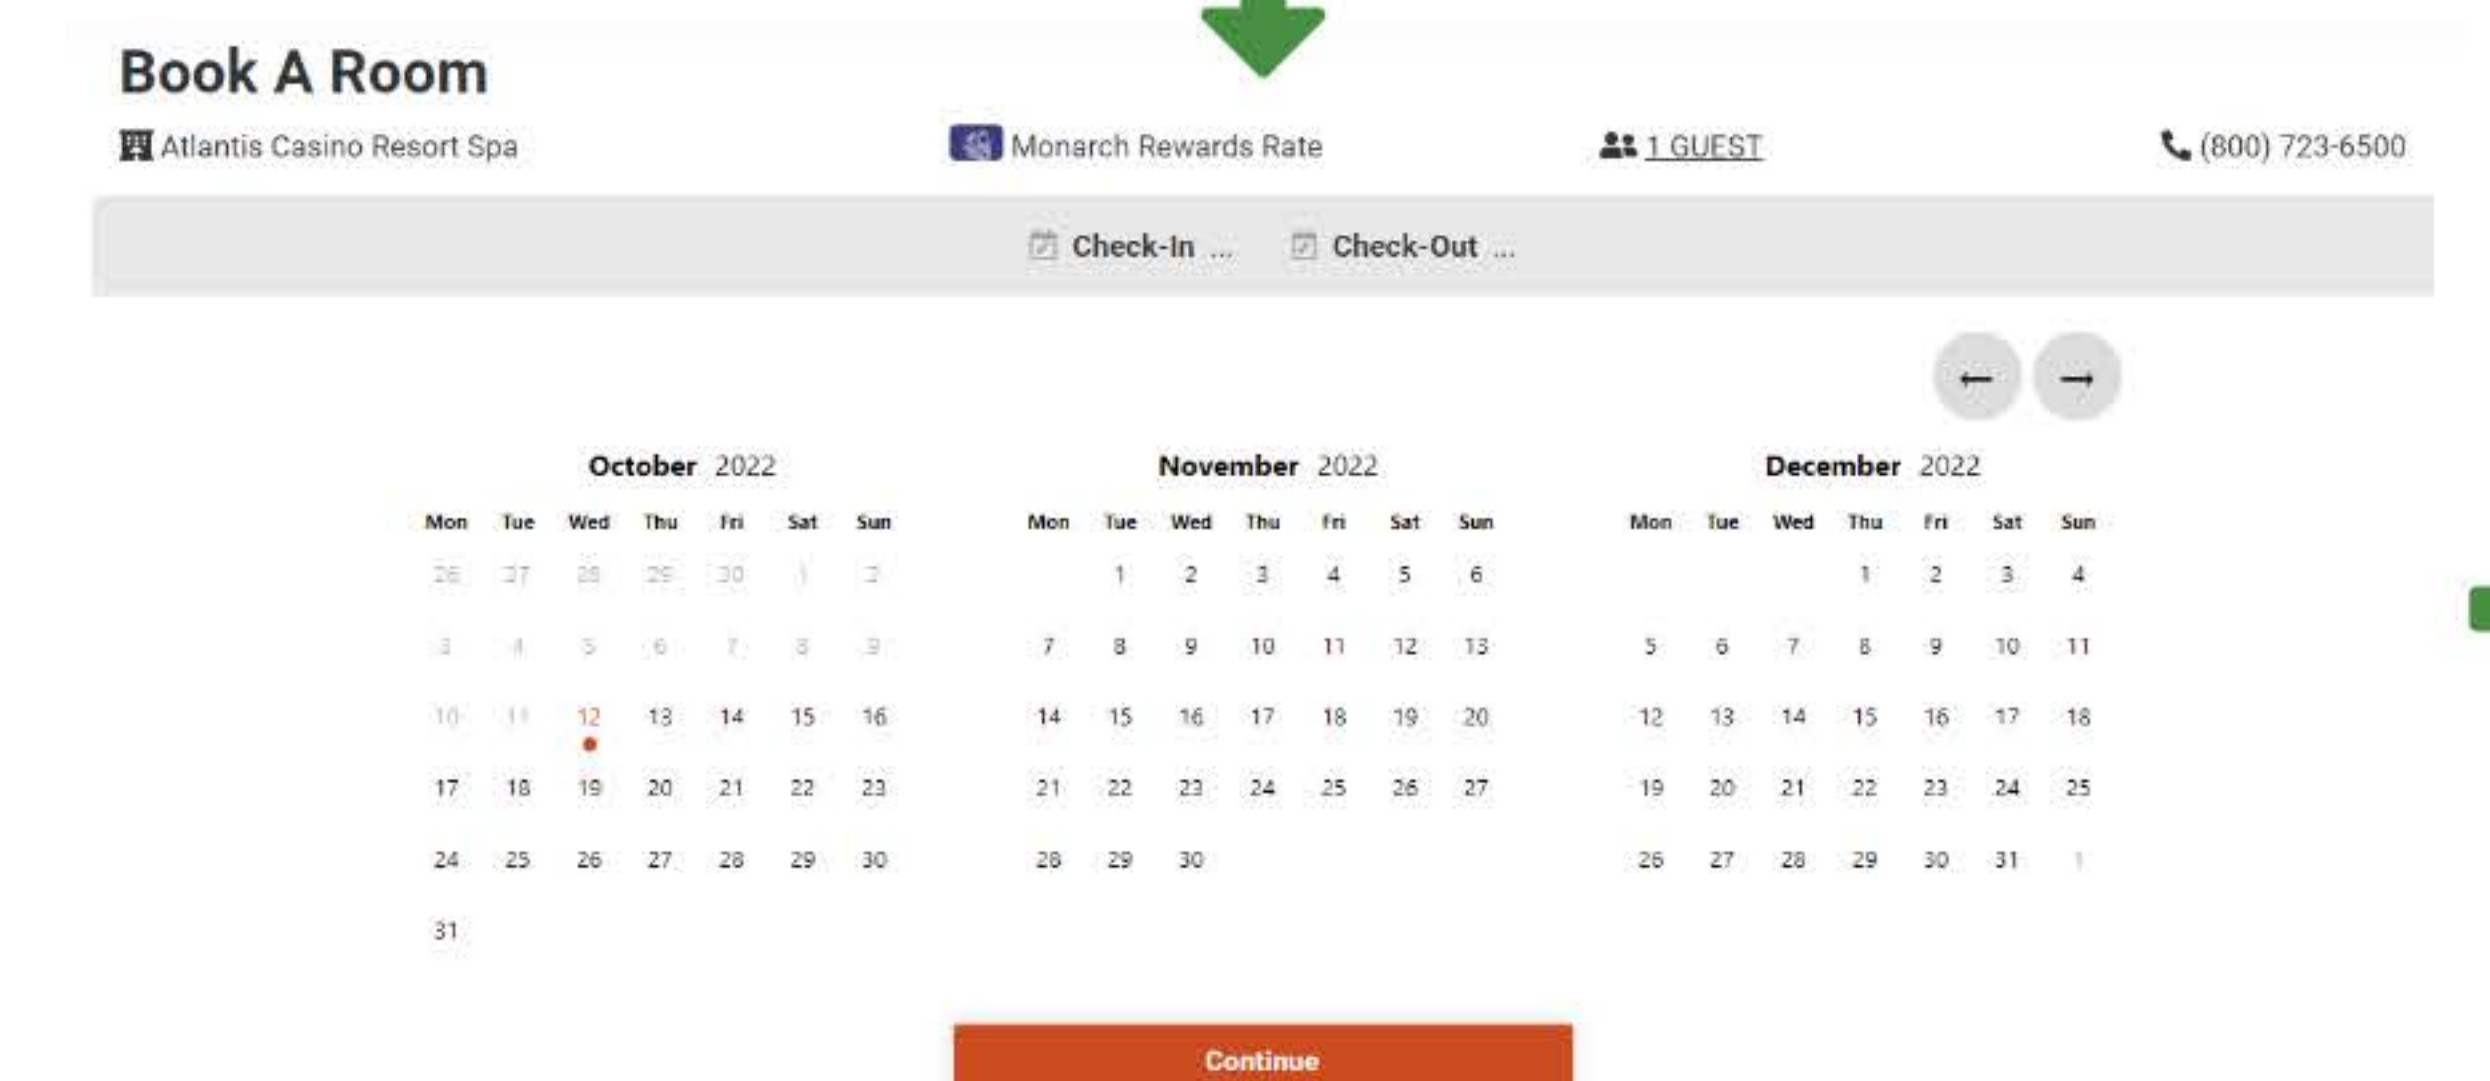 Book A Room
Atlantis Casino Resort Spa
Monarch Rewards Rate
1 GUEST
(800) 723-6500
Check-In ...
Check-Out ...
October 2022
Mon Tue Wed Thu Fri Sat Sun
26 27 28 29 30 1 2
3 4 5 6 7 8 9
10 11 12 13 14 15 16
17 18 19 20 21 22 23
24 25 26 27 28 29 30
31
November 2022
Mon Tue Wed Thu Fri Sat Sun
1 2 3 4 5 6
7 8 9 10 11 12 13
14 15 16 17 18 19 20
21 22 23 24 25 26 27
28 29 30
December 2022
Mon Tue Wed Thu Fri Sat Sun
1 2 3 4
5 6 7 8 9 10 11
12 13 14 15 16 17 18
19 20 21 22 23 24 25
26 27 28 29 30 31 1
Continue